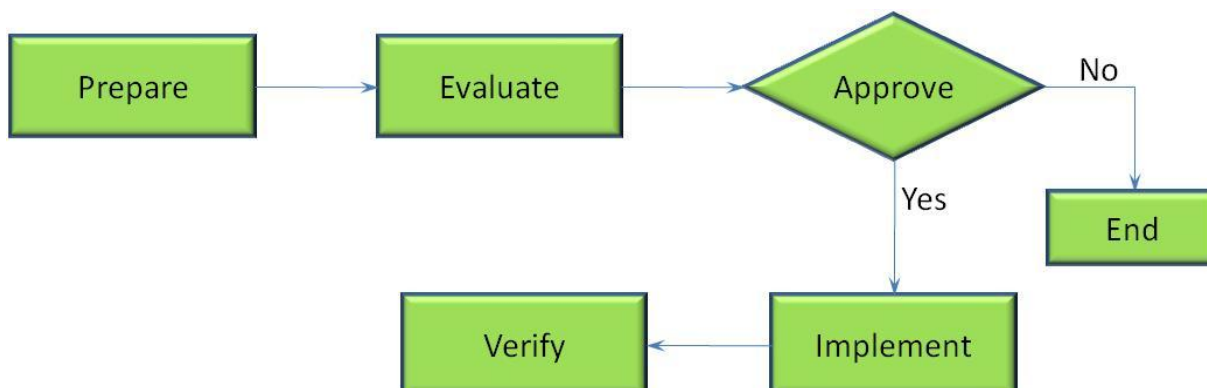 Prepare
Evaluate
Approve
No
Yes
End
Verify
Implement